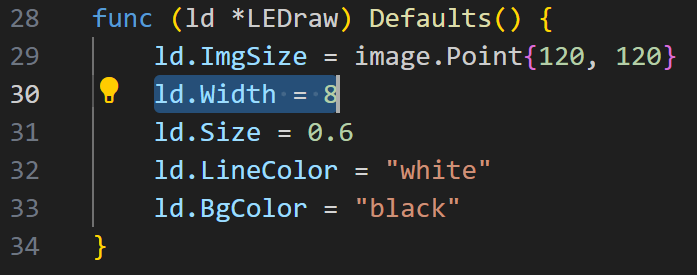 28 func (ld *LEDraw) Defaults() {
29     ld.ImgSize = image.Point{120, 120}
30     ld.Width = 8
31     ld.Size = 0.6
32     ld.LineColor = "white"
33     ld.BgColor = "black"
34 }